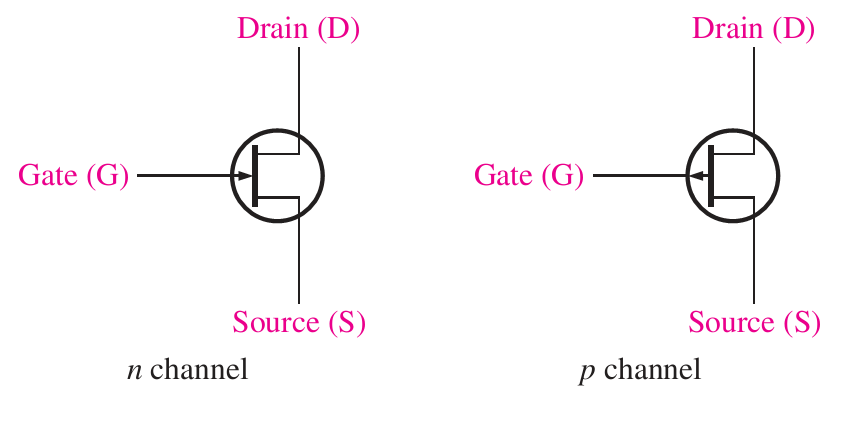 Drain (D)
Drain (D)
Gate (G)
Gate (G)
Source (S)
Source (S)
n channel
p channel